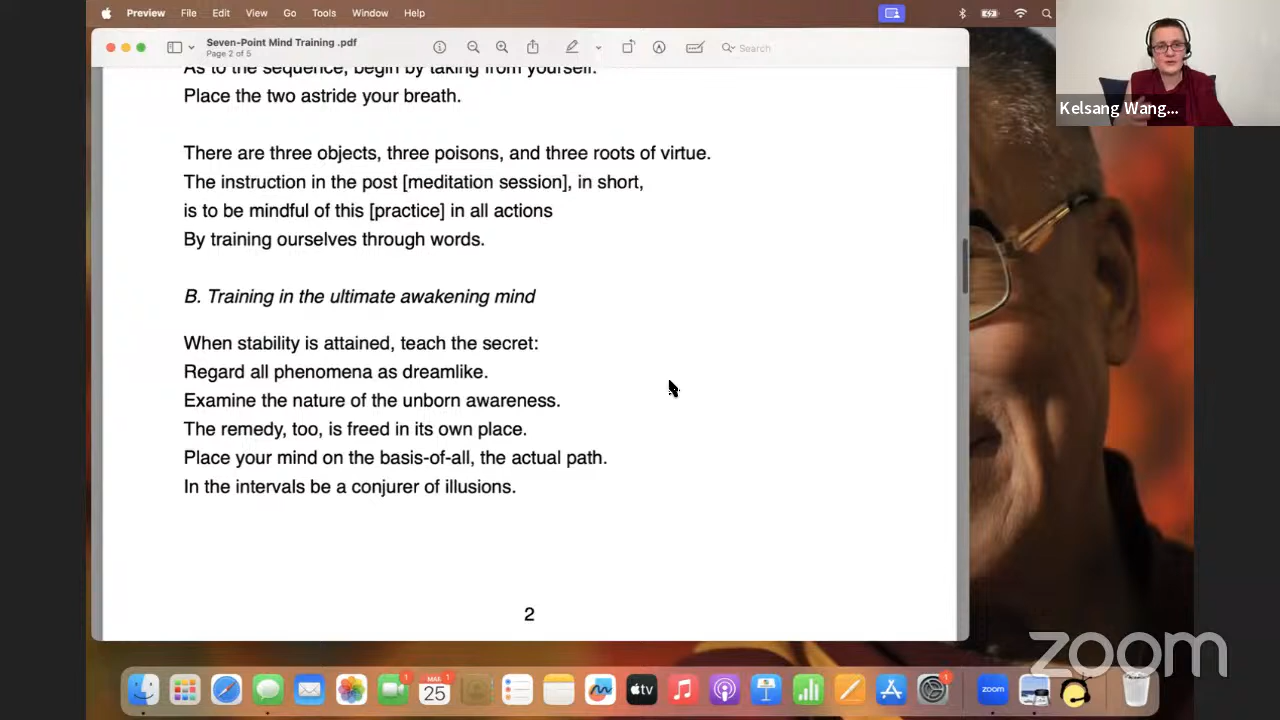 Preview File Edit View Go Tools Window Help
Seven-Point Mind Training .pdf
Page 2 of 5
Search
Kelsang Wang...
As to the sequence, begin by taking from yourself.
Place the two astride your breath.
There are three objects, three poisons, and three roots of virtue.
The instruction in the post [meditation session], in short,
is to be mindful of this [practice] in all actions
By training ourselves through words.
B. Training in the ultimate awakening mind
When stability is attained, teach the secret:
Regard all phenomena as dreamlike.
Examine the nature of the unborn awareness.
The remedy, too, is freed in its own place.
Place your mind on the basis-of-all, the actual path.
In the intervals be a conjurer of illusions.
2
zoom
MAR
25
tv
zoom